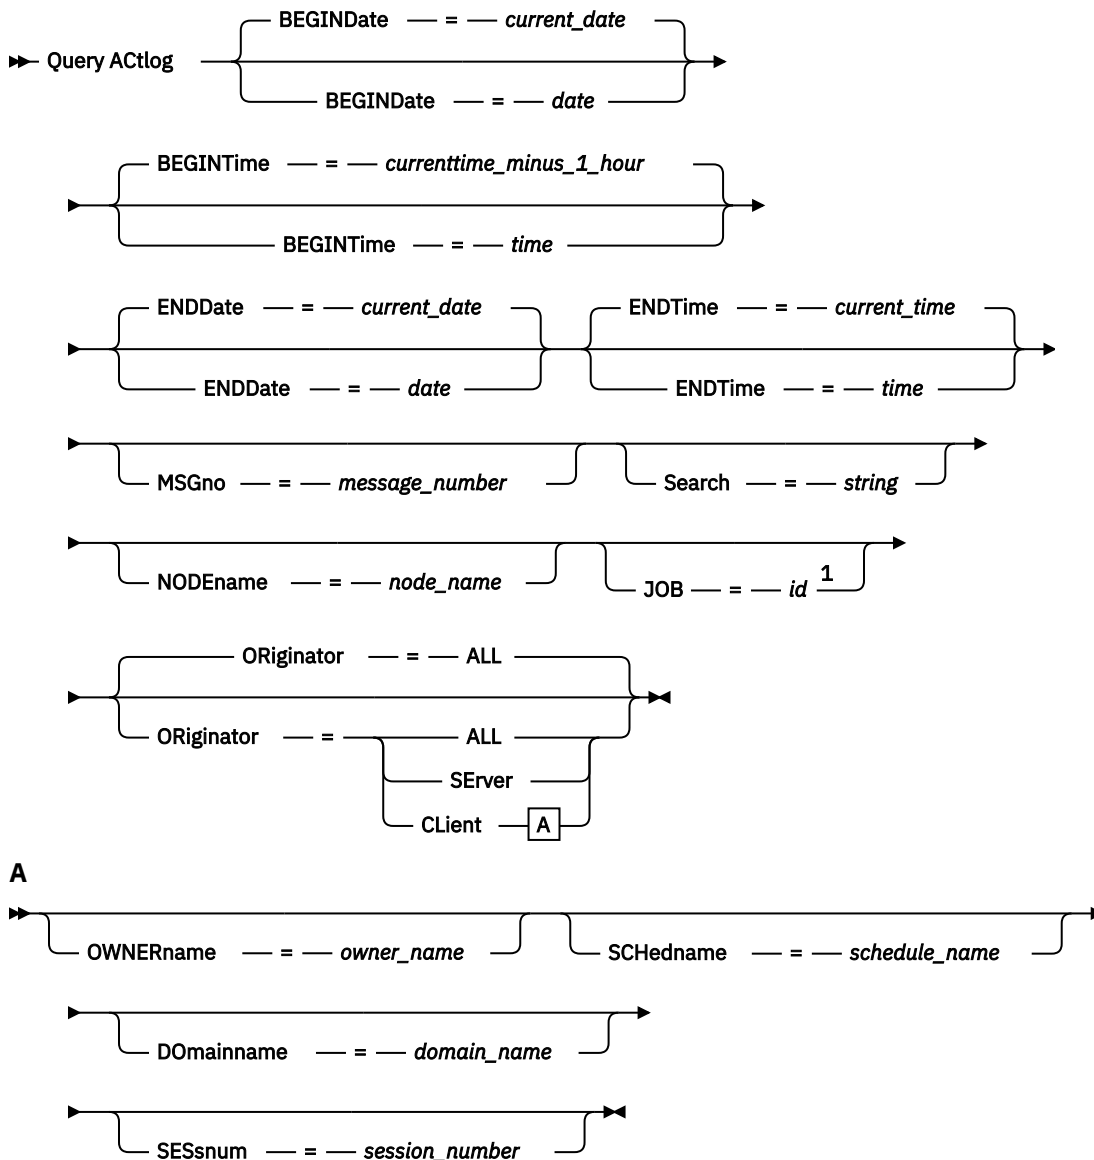 BEGINDate = current_date
Query ACtlog
BEGINDate = date
BEGINTime = currenttime_minus_1_hour
BEGINTime = time
ENDDate = current_date ENDTime = current_time
ENDDate = date ENDTime = time
MSGno = message_number Search = string
NODEname = node_name JOB = id 1
ORiginator = ALL
ORiginator = ALL
SErver
CLient A
A
OWNERname = owner_name SCHedname = schedule_name
DOmainname = domain_name
SESsnum = session_number